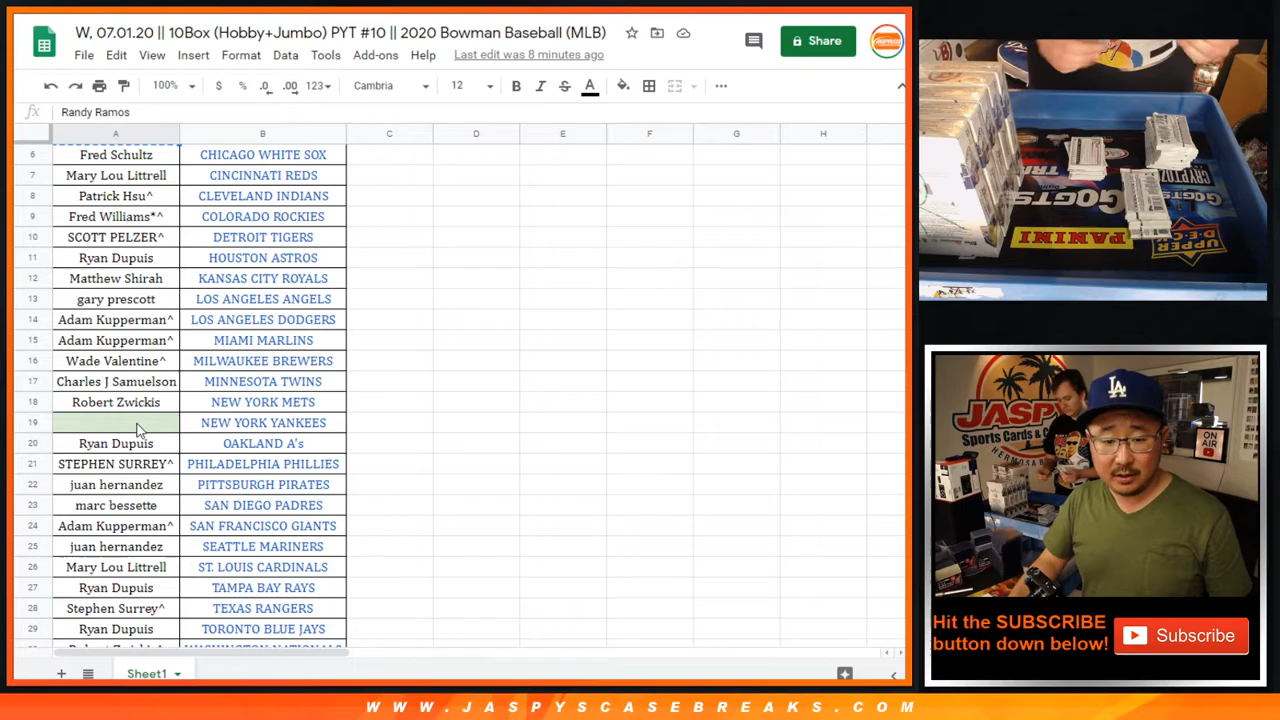 W, 07.01.20 || 10Box (Hobby+Jumbo) PYT #10 || 2020 Bowman Baseball (MLB)
File Edit View Insert Format Data Tools Add-ons Help Last edit was 8 minutes ago
Share
100% $ % .0 .00 123 Cambria 12 B I S A
fx Randy Ramos
A B C D E F G H
6 Fred Schultz CHICAGO WHITE SOX
7 Mary Lou Littrell CINCINNATI REDS
8 Patrick Hsu^ CLEVELAND INDIANS
9 Fred Williams*^ COLORADO ROCKIES
10 SCOTT PELZER^ DETROIT TIGERS
11 Ryan Dupuis HOUSTON ASTROS
12 Matthew Shirah KANSAS CITY ROYALS
13 gary prescott LOS ANGELES ANGELS
14 Adam Kupperman^ LOS ANGELES DODGERS
15 Adam Kupperman^ MIAMI MARLINS
16 Wade Valentine^ MILWAUKEE BREWERS
17 Charles J Samuelson MINNESOTA TWINS
18 Robert Zwickis NEW YORK METS
19 NEW YORK YANKEES
20 Ryan Dupuis OAKLAND A's
21 STEPHEN SURREY^ PHILADELPHIA PHILLIES
22 juan hernandez PITTSBURGH PIRATES
23 marc bessette SAN DIEGO PADRES
24 Adam Kupperman^ SAN FRANCISCO GIANTS
25 juan hernandez SEATTLE MARINERS
26 Mary Lou Littrell ST. LOUIS CARDINALS
27 Ryan Dupuis TAMPA BAY RAYS
28 Stephen Surrey^ TEXAS RANGERS
29 Ryan Dupuis TORONTO BLUE JAYS
WASHINGTON NATIONALS
Sheet1
GOGTS
PANINI
CRYPTOZ
UPPER
DEC
JASPY
Sports Cards &
HERMOSA
LA
ON
AIR
Hit the SUBSCRIBE
button down below!
Subscribe
WWW.JASPYSCASEBREAKS.COM